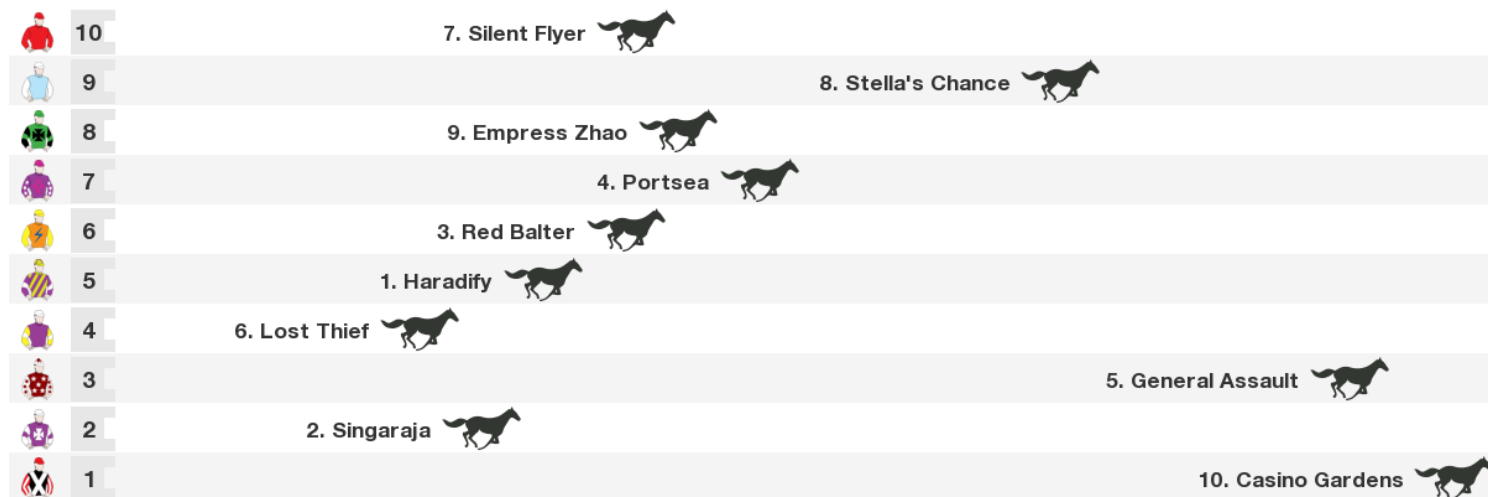 10 7. Silent Flyer
9 8. Stella's Chance
8 9. Empress Zhao
7 4. Portsea
6 3. Red Balter
5 1. Haradify
4 6. Lost Thief
3 5. General Assault
2 2. Singaraja
1 10. Casino Gardens